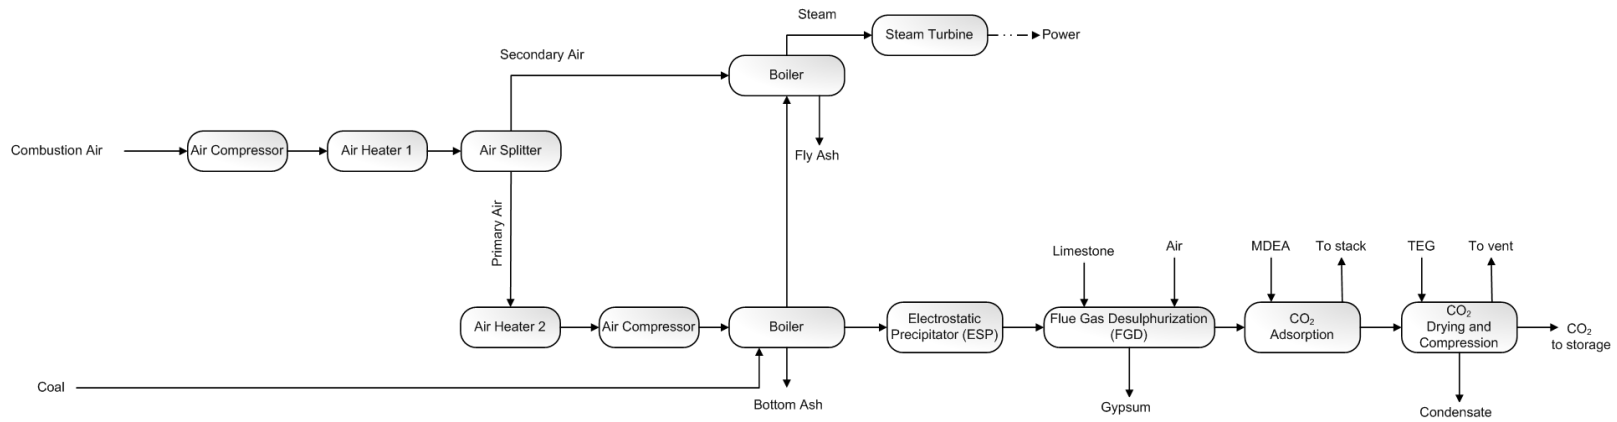 Steam
Steam Turbine
Power
Secondary Air
Boiler
Combustion Air
Air Compressor
Air Heater 1
Air Splitter
Fly Ash
Primary Air
Limestone
Air
MDEA
To stack
TEG
To vent
Air Heater 2
Air Compressor
Boiler
Electrostatic
Precipitator (ESP)
Flue Gas Desulphurization
(FGD)
CO₂
Adsorption
CO₂
Drying and
Compression
CO₂
to storage
Coal
Bottom Ash
Gypsum
Condensate